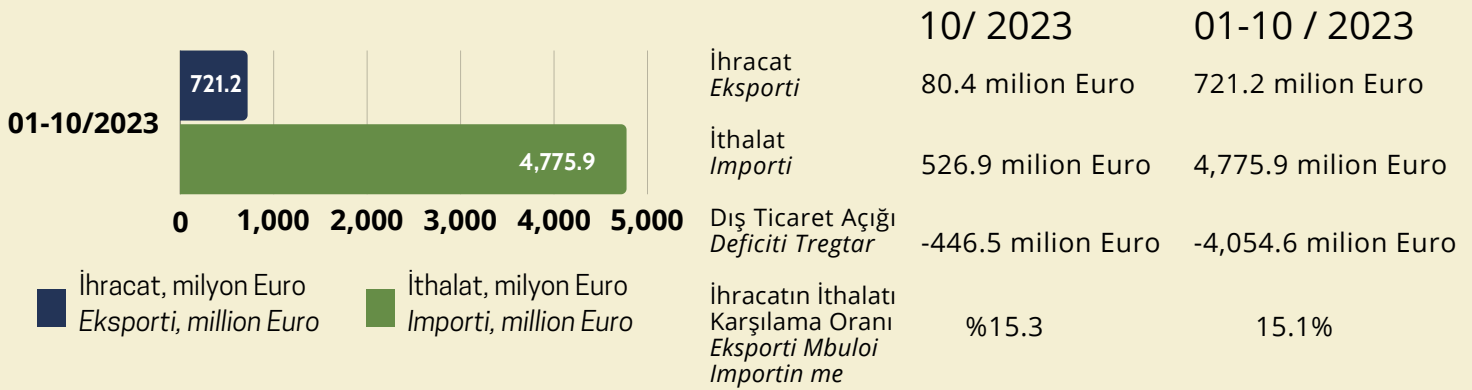 721.2
01-10/2023
4,775.9
0 1,000 2,000 3,000 4,000 5,000
İhracat, milyon Euro
Eksporti, million Euro
İthalat, milyon Euro
Importi, million Euro
10/ 2023 01-10 / 2023
İhracat
Eksporti
80.4 milion Euro 721.2 milion Euro
İthalat
Importi
526.9 milion Euro 4,775.9 milion Euro
Dış Ticaret Açığı
Deficiti Tregtar
-446.5 milion Euro -4,054.6 milion Euro
İhracatın İthalatı
Karşılama Oranı
Eksporti Mbuloi
Importin me
%15.3 15.1%